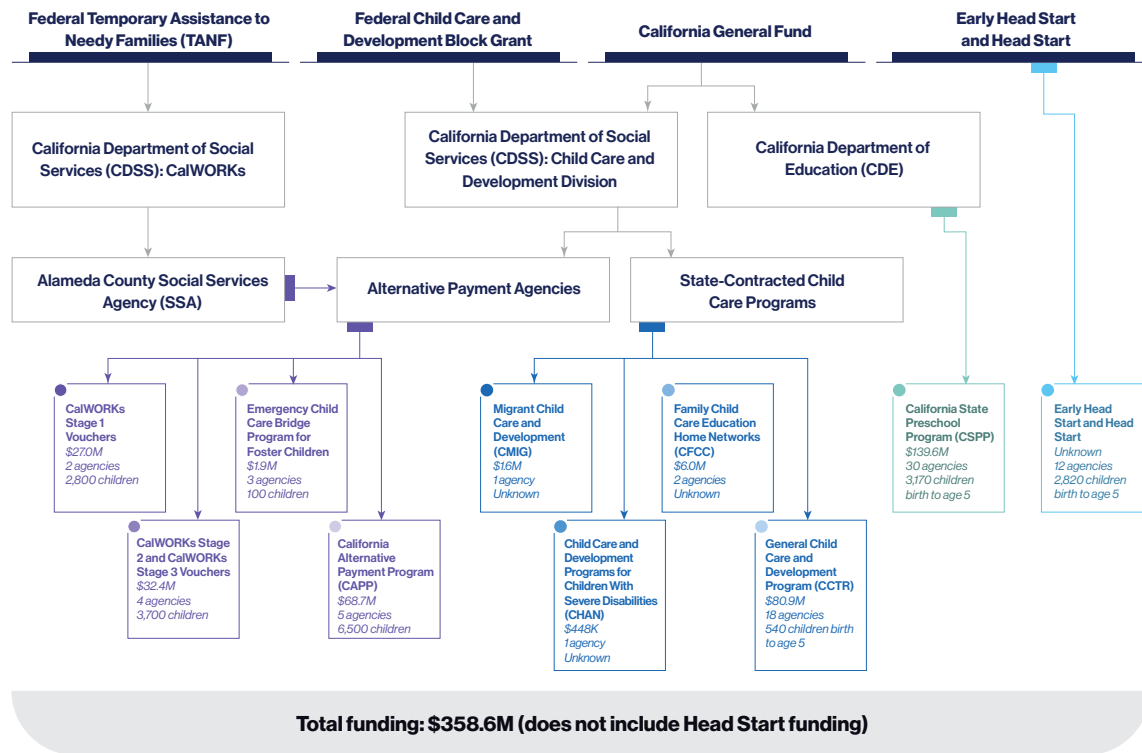 Federal Temporary Assistance to
Needy Families (TANF)
Federal Child Care and
Development Block Grant
California General Fund
Early Head Start
and Head Start
California Department of Social
Services (CDSS): CalWORKs
California Department of Social
Services (CDSS): Child Care and
Development Division
California Department of
Education (CDE)
Alameda County Social Services
Agency (SSA)
Alternative Payment Agencies
State-Contracted Child
Care Programs
CalWORKs
Stage 1
Vouchers
$27.0M
2 agencies
2,800 children
Emergency Child
Care Bridge
Program for
Foster Children
$1.9M
3 agencies
100 children
Migrant Child
Care and
Development
(CMIG)
$1.6M
1 agency
Unknown
Family Child
Care Education
Home Networks
(CFCC)
$6.0M
2 agencies
Unknown
California State
Preschool
Program (CSPP)
$139.6M
30 agencies
3,170 children
birth to age 5
Early Head
Start and Head
Start
Unknown
12 agencies
2,820 children
birth to age 5
CalWORKs Stage
2 and CalWORKs
Stage 3 Vouchers
$32.4M
4 agencies
3,700 children
California
Alternative
Payment Program
(CAPP)
$68.7M
5 agencies
6,500 children
Child Care and
Development
Programs for
Children With
Severe Disabilities
(CHAN)
$448K
1 agency
Unknown
General Child
Care and
Development
Program (CCTR)
$80.9M
18 agencies
540 children birth
to age 5
Total funding: $358.6M (does not include Head Start funding)